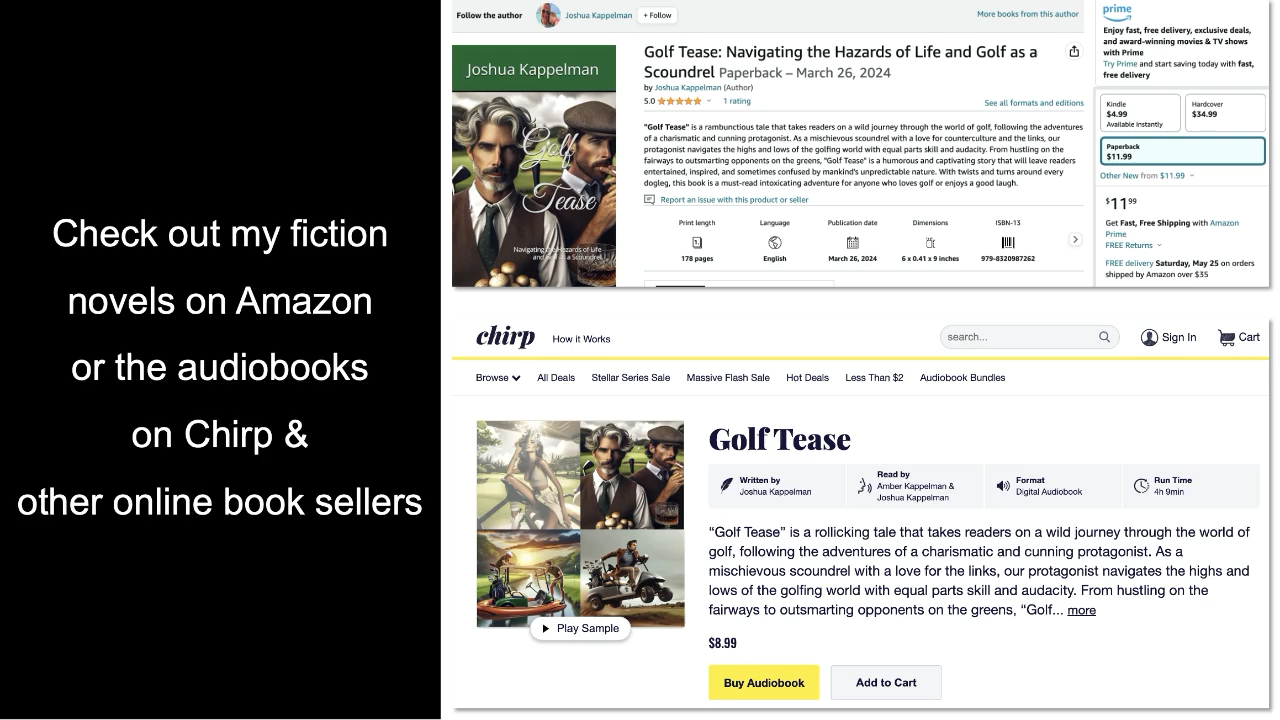 Check out my fiction
novels on Amazon
or the audiobooks
on Chirp &
other online book sellers
Follow the author
Joshua Kappelman
+ Follow
More books from this author
Joshua Kappelman
Golf
Tease
Navigating the Hazards of Life
and Golf as a Scoundrel
Golf Tease: Navigating the Hazards of Life and Golf as a
Scoundrel Paperback – March 26, 2024
by Joshua Kappelman (Author)
5.0 1 rating
See all formats and editions
"Golf Tease" is a rambunctious tale that takes readers on a wild journey through the world of golf, following the adventures
of a charismatic and cunning protagonist. As a mischievous scoundrel with a love for counterculture and the links, our
protagonist navigates the highs and lows of the golfing world with equal parts skill and audacity. From hustling on the
fairways to outsmarting opponents on the greens, "Golf Tease" is a humorous and captivating story that will leave readers
entertained, inspired, and sometimes confused by mankind's unpredictable nature. With twists and turns around every
dogleg, this book is a must-read intoxicating adventure for anyone who loves golf or enjoys a good laugh.
Report an issue with this product or seller
Print length Language Publication date Dimensions ISBN-13
178 pages English March 26, 2024 6 x 0.41 x 9 inches 979-8320987262
prime
Enjoy fast, free delivery, exclusive deals,
and award-winning movies & TV shows
with Prime
Try Prime and start saving today with fast,
free delivery
Kindle
$4.99
Available instantly
Hardcover
$34.99
Paperback
$11.99
Other New from $11.99
$11 99
Get Fast, Free Shipping with Amazon
Prime
FREE Returns
FREE delivery Saturday, May 25 on orders
shipped by Amazon over $35
chirp
How it Works
search...
Sign In
Cart
Browse All Deals Stellar Series Sale Massive Flash Sale Hot Deals Less Than $2 Audiobook Bundles
Play Sample
Golf Tease
Written by
Joshua Kappelman
Read by
Amber Kappelman &
Joshua Kappelman
Format
Digital Audiobook
Run Time
4h 9min
“Golf Tease” is a rollicking tale that takes readers on a wild journey through the world of
golf, following the adventures of a charismatic and cunning protagonist. As a
mischievous scoundrel with a love for the links, our protagonist navigates the highs and
lows of the golfing world with equal parts skill and audacity. From hustling on the
fairways to outsmarting opponents on the greens, “Golf... more
$8.99
Buy Audiobook
Add to Cart